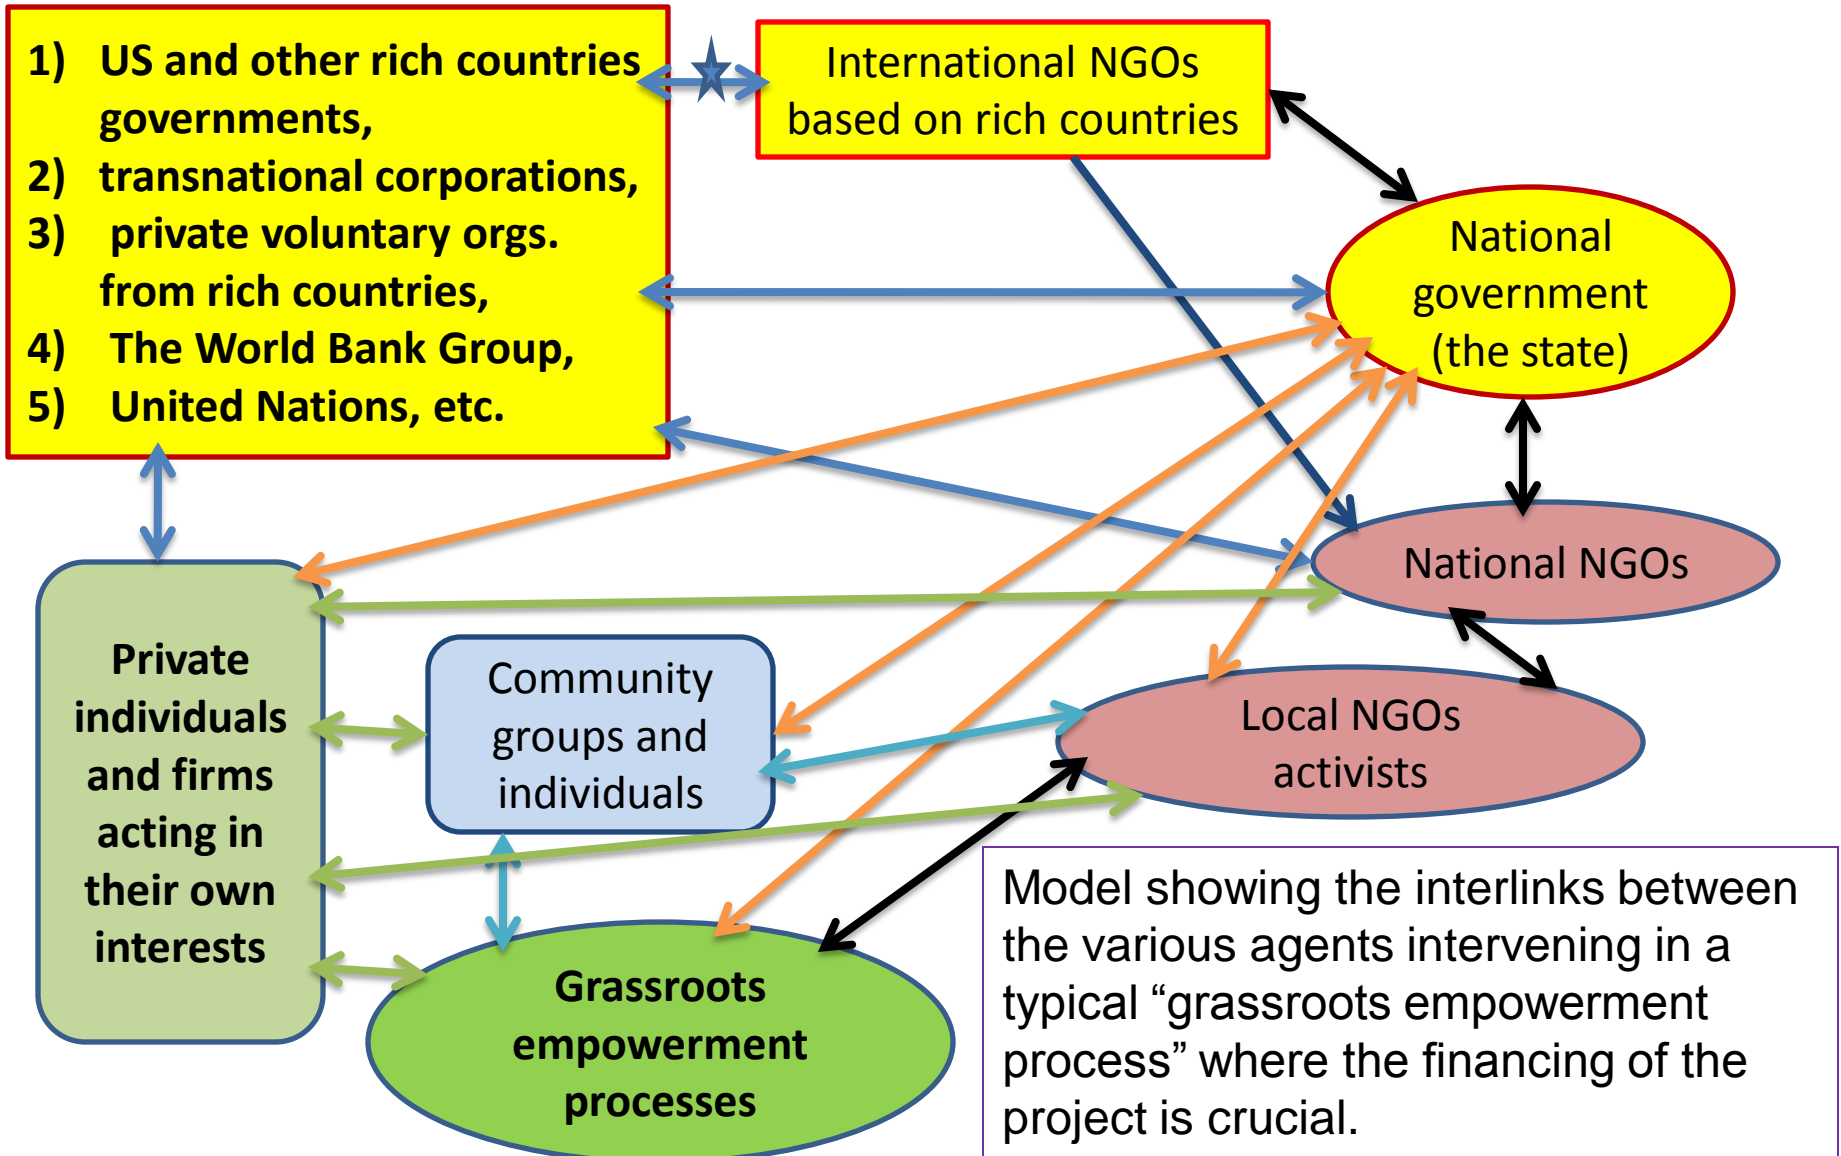 1) US and other rich countries
governments,
2) transnational corporations,
3) private voluntary orgs.
from rich countries,
4) The World Bank Group,
5) United Nations, etc.
International NGOs
based on rich countries
National
government
(the state)
National NGOs
Private
individuals
and firms
acting in
their own
interests
Community
groups and
individuals
Local NGOs
activists
Grassroots
empowerment
processes
Model showing the interlinks between
the various agents intervening in a
typical “grassroots empowerment
process” where the financing of the
project is crucial.